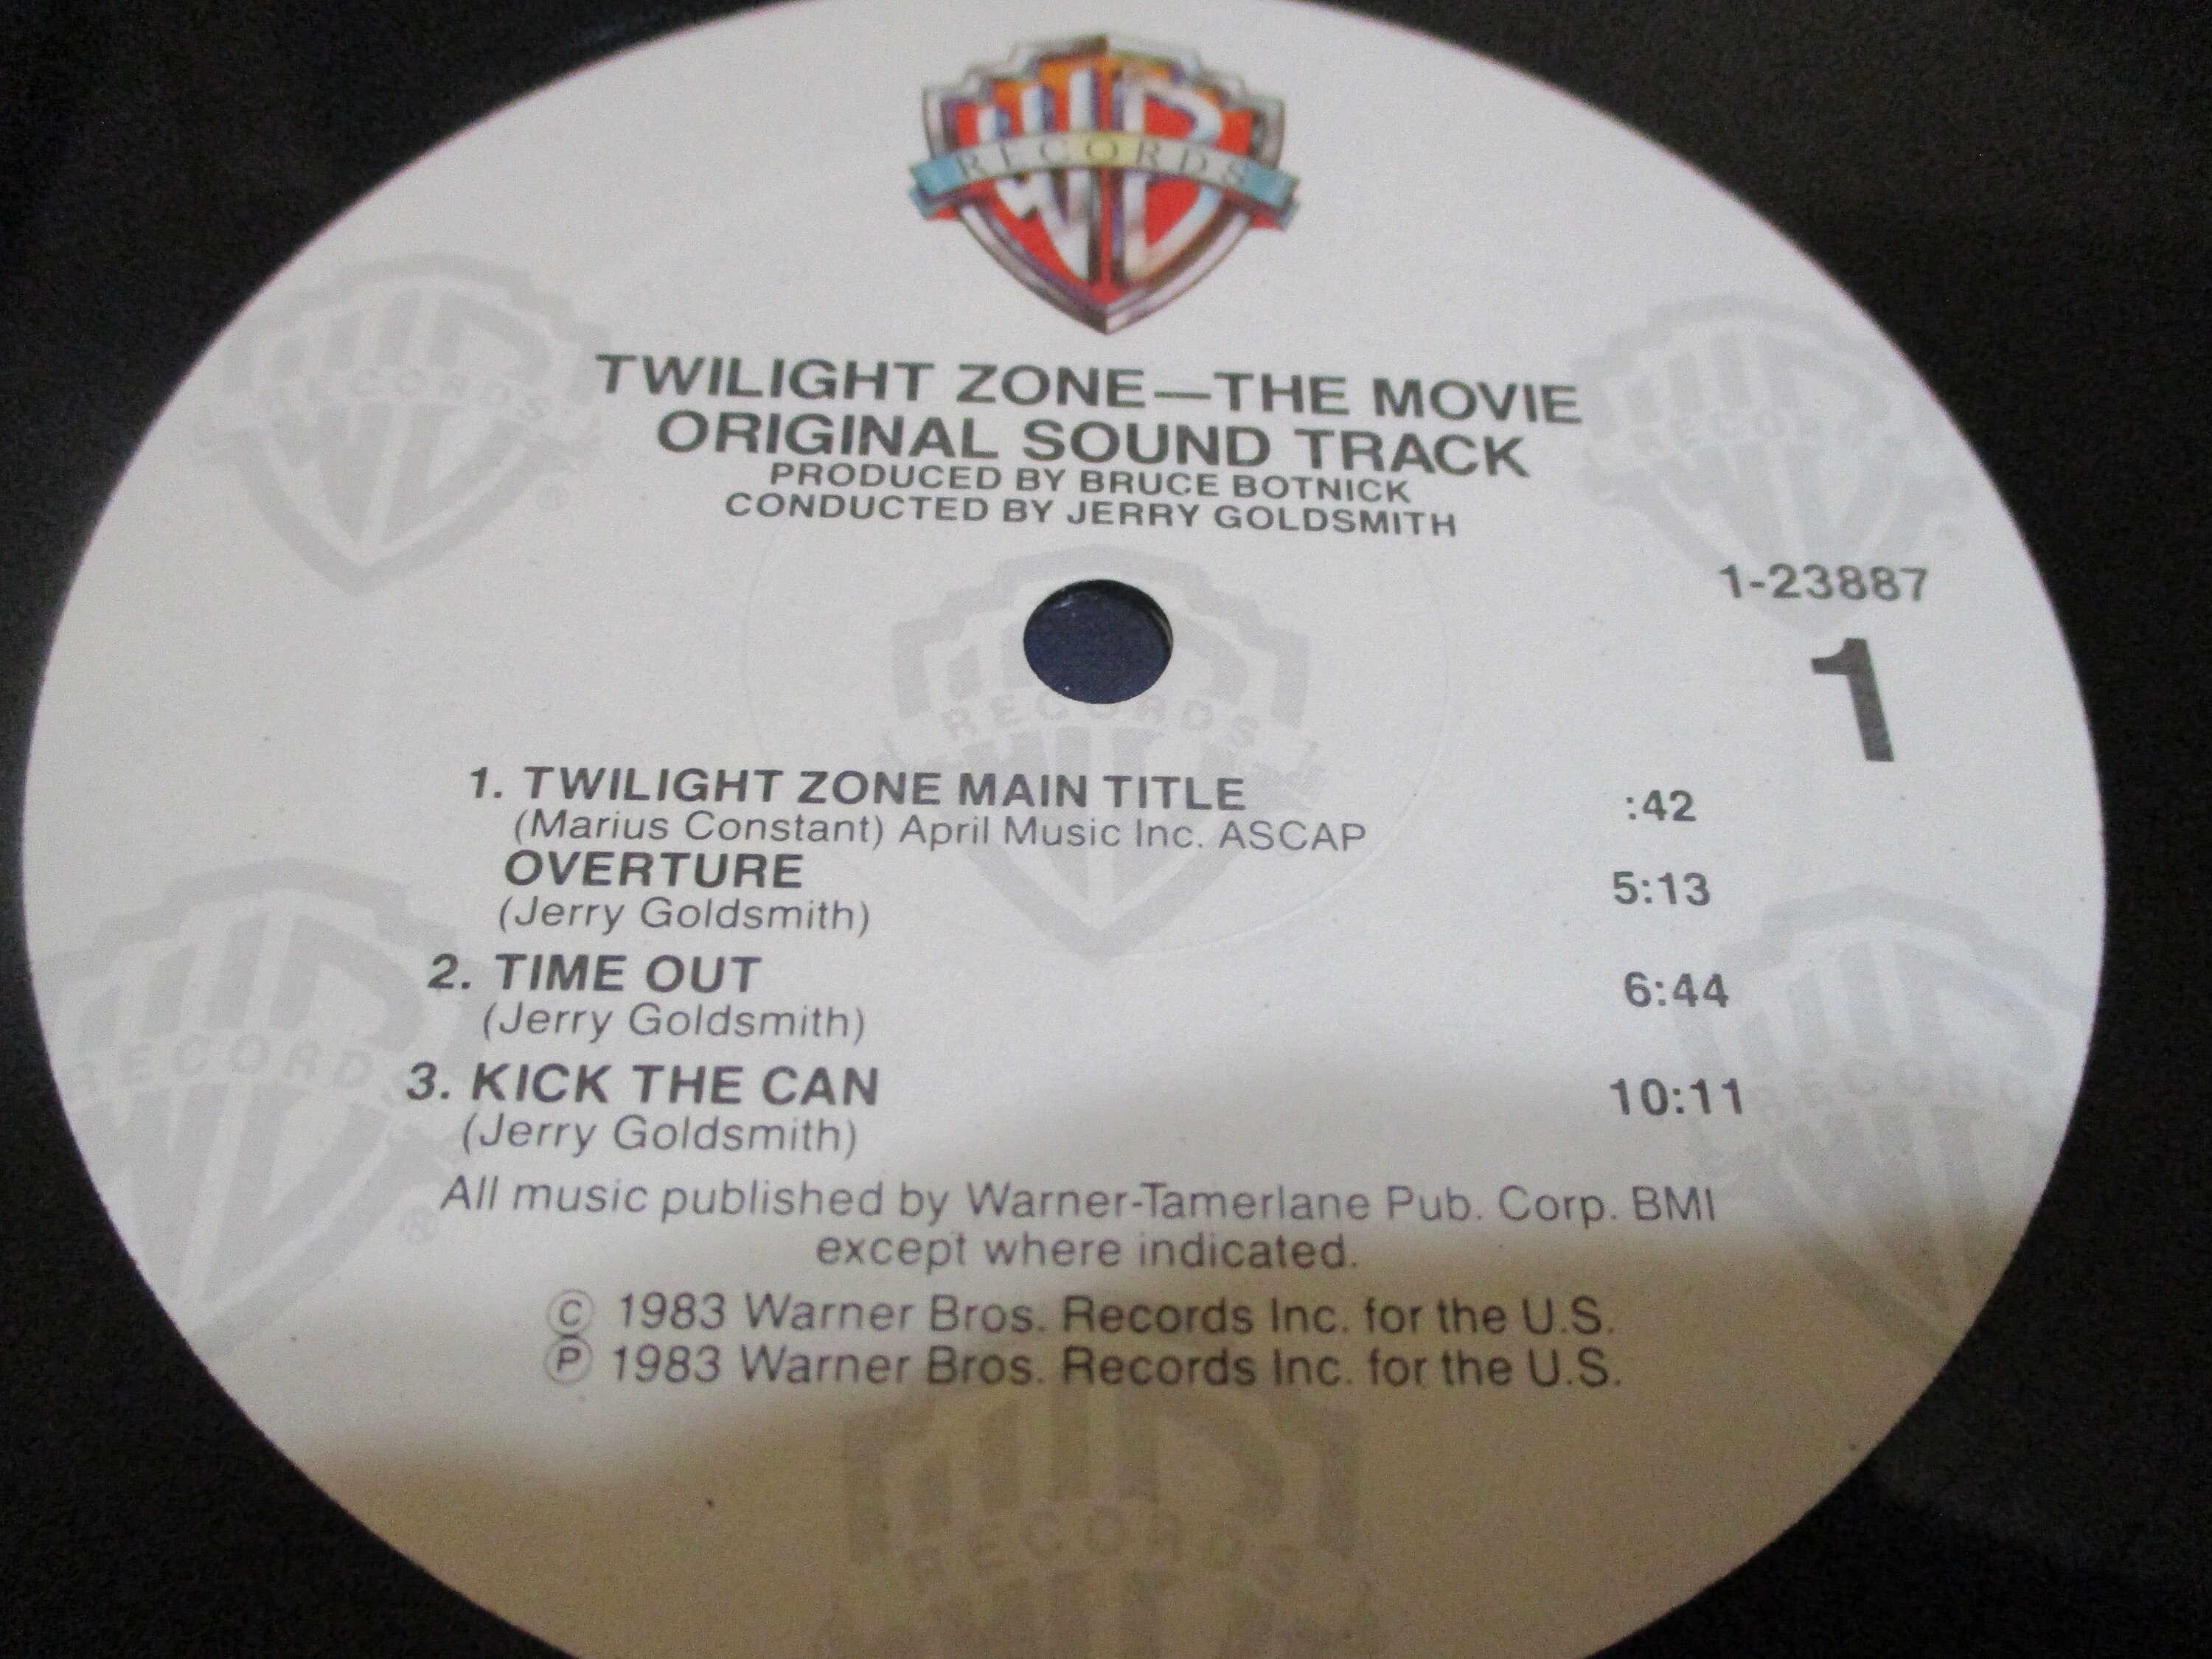 WB
RECORDS
TWILIGHT ZONE—THE MOVIE
ORIGINAL SOUND TRACK
PRODUCED BY BRUCE BOTNICK
CONDUCTED BY JERRY GOLDSMITH
1-23887
1
1. TWILIGHT ZONE MAIN TITLE :42
(Marius Constant) April Music Inc. ASCAP
OVERTURE 5:13
(Jerry Goldsmith)
2. TIME OUT 6:44
(Jerry Goldsmith)
3. KICK THE CAN 10:11
(Jerry Goldsmith)
All music published by Warner-Tamerlane Pub. Corp. BMI
except where indicated.
© 1983 Warner Bros. Records Inc. for the U.S.
℗ 1983 Warner Bros. Records Inc. for the U.S.